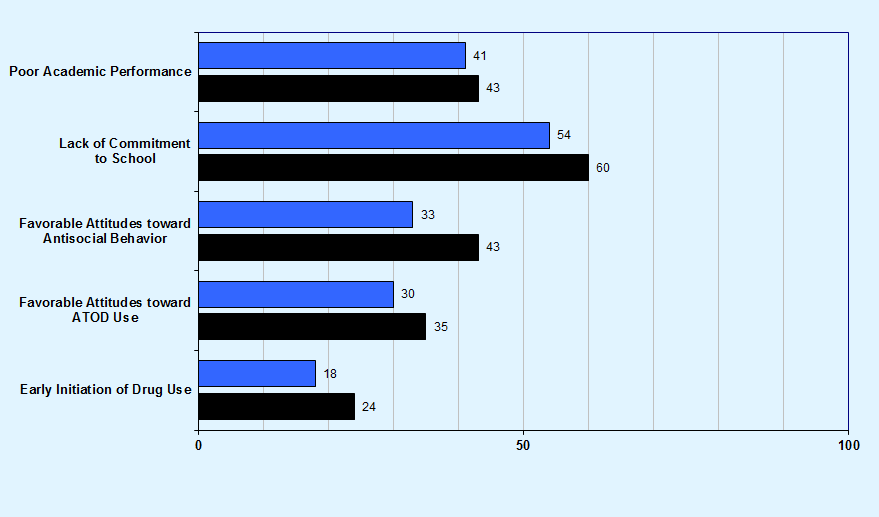 Poor Academic Performance
41
43
Lack of Commitment
to School
54
60
Favorable Attitudes toward
Antisocial Behavior
33
43
Favorable Attitudes toward
ATOD Use
30
35
Early Initiation of Drug Use
18
24
0 50 100